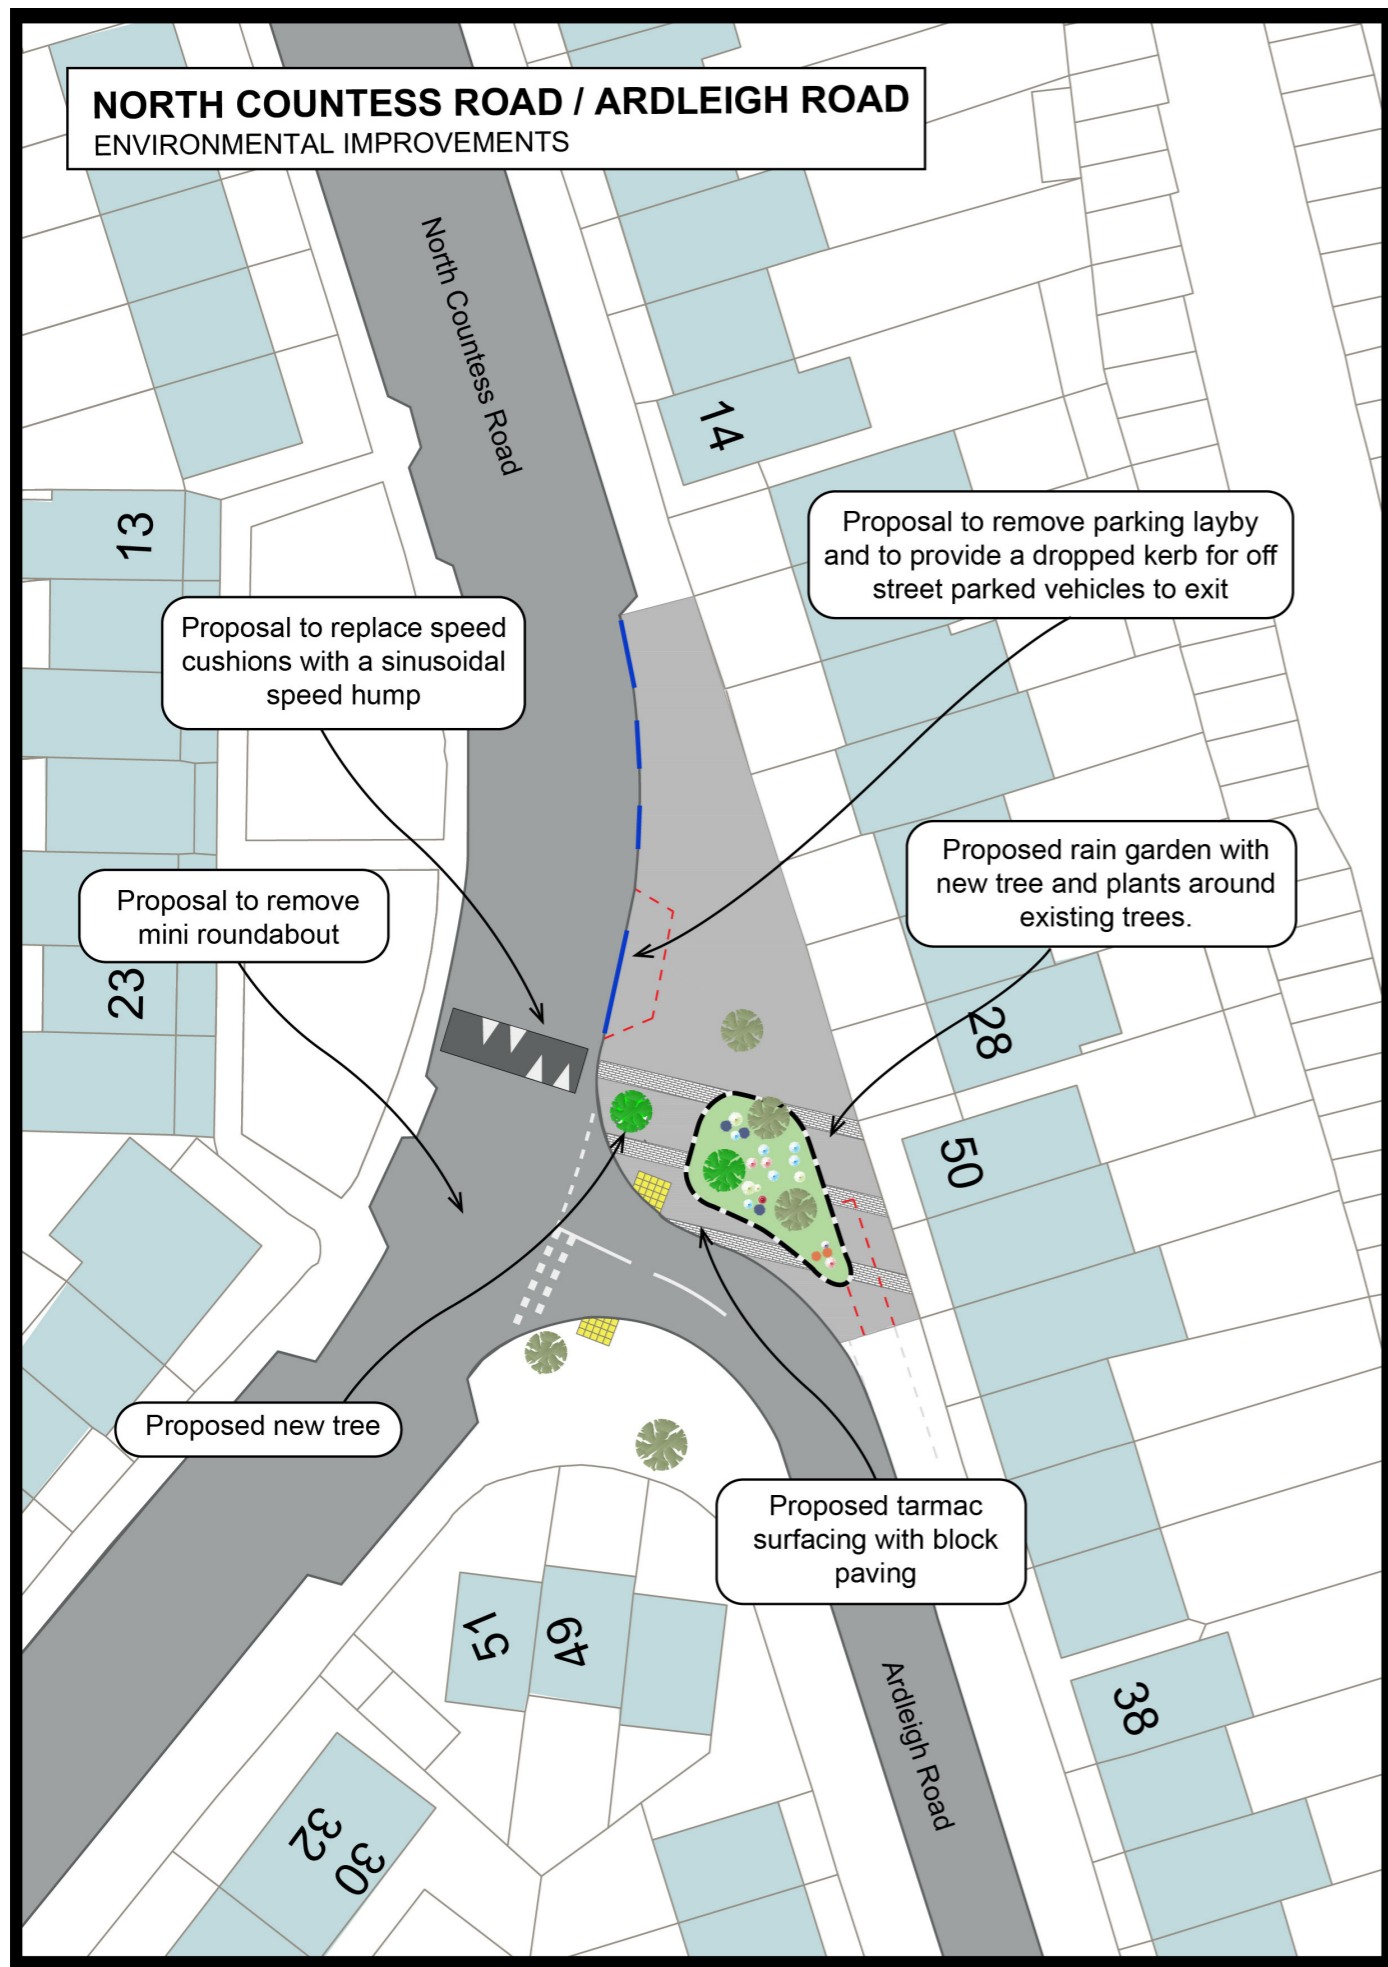 NORTH COUNTESS ROAD / ARDLEIGH ROAD
ENVIRONMENTAL IMPROVEMENTS
North Countess Road
14
13
Proposal to remove parking layby
and to provide a dropped kerb for off
street parked vehicles to exit
Proposal to replace speed
cushions with a sinusoidal
speed hump
Proposed rain garden with
new tree and plants around
existing trees.
Proposal to remove
mini roundabout
23
28
50
Proposed new tree
Proposed tarmac
surfacing with block
paving
51
49
Ardleigh Road
38
32
30